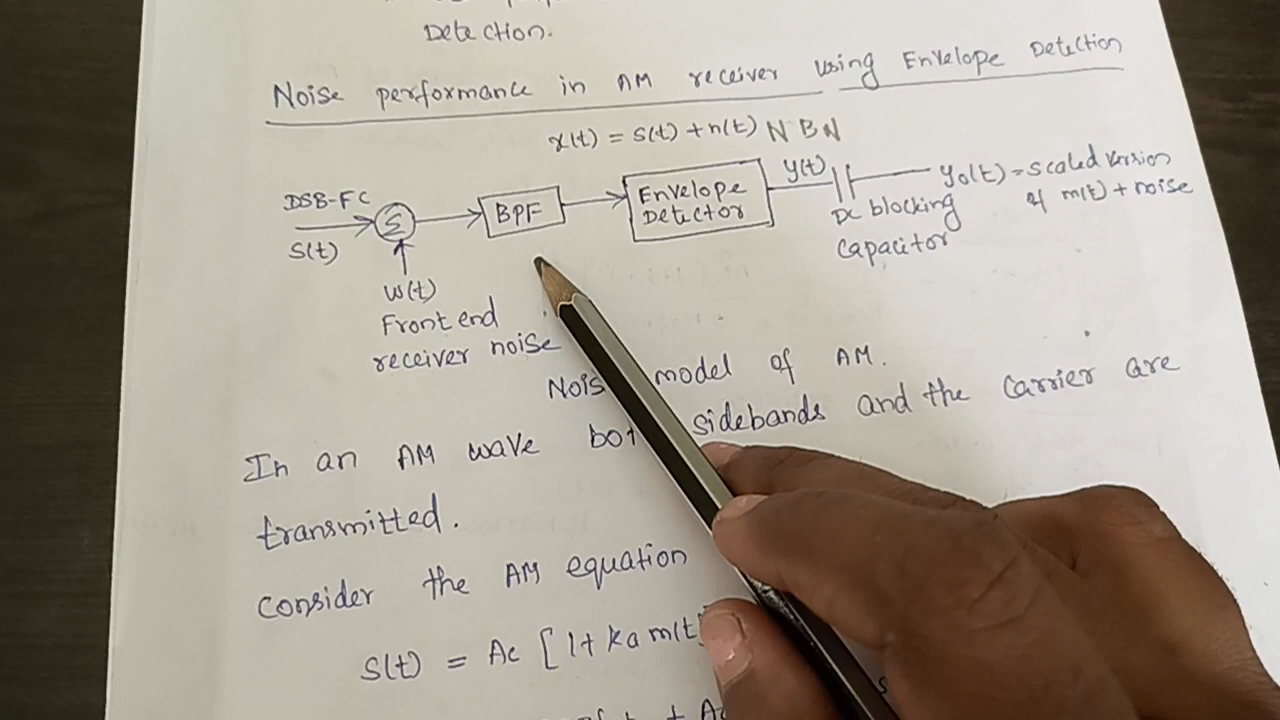 Detection.
Noise performance in AM receiver using Envelope Detection
x(t) = s(t) + n(t) NBN
DSB-FC
s(t)
Σ
w(t)
Front end
receiver noise
BPF
Envelope
Detector
y(t)
DC blocking
capacitor
yo(t) = scaled version
of m(t) + noise
model of AM.
In an AM wave sidebands and the carrier are
transmitted.
Consider the AM equation
s(t) = Ac [1+ ka m(t)